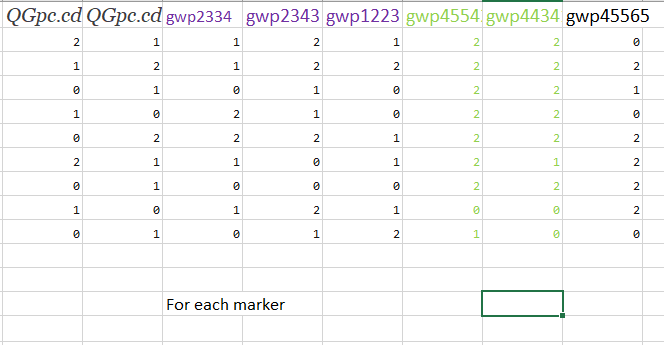 QGpc.cd QGpc.cd gwp2334 gwp2343 gwp1223 gwp4554 gwp4434 gwp45565
2 1 1 2 1 2 2 0
1 2 1 2 2 2 2 2
0 1 0 1 0 2 2 1
1 0 2 1 0 2 2 0
0 2 2 2 1 2 2 2
2 1 1 0 1 2 1 2
0 1 0 0 0 2 2 2
1 0 1 2 1 0 0 2
0 1 0 1 2 1 0 0
For each marker